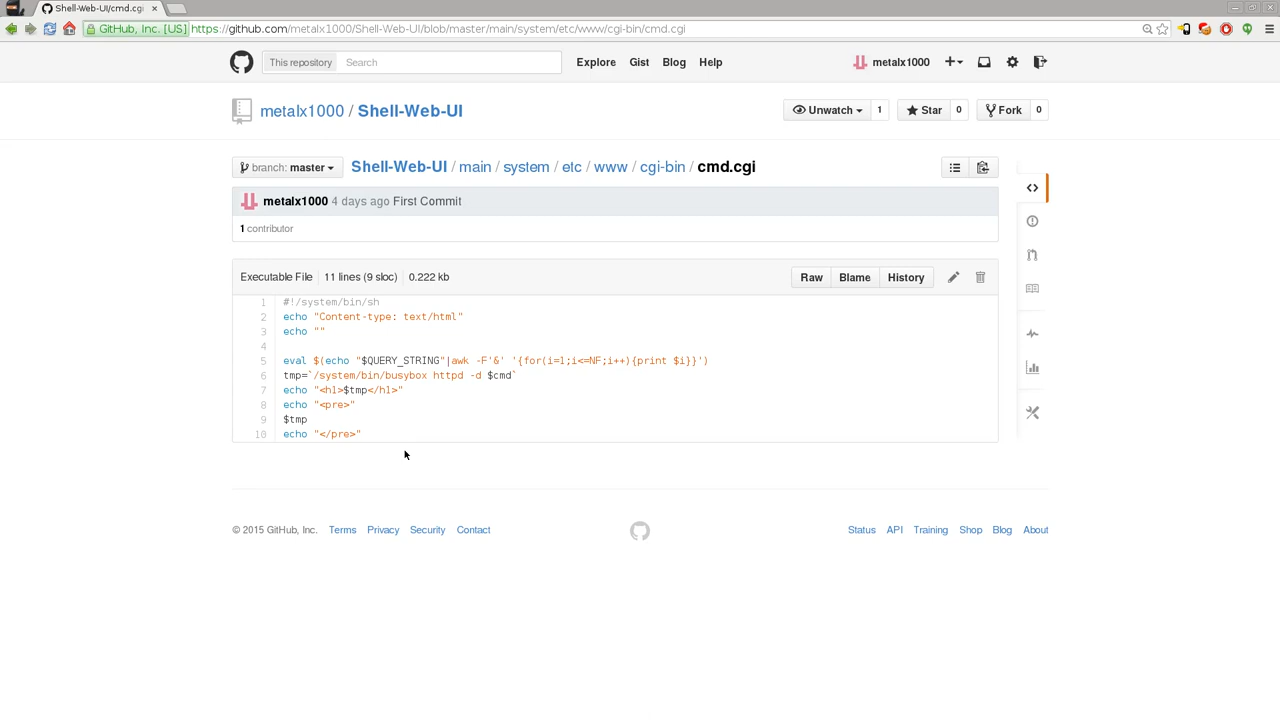 Shell-Web-UI/cmd.cgi
GitHub, Inc. [US] https://github.com/metalx1000/Shell-Web-UI/blob/master/main/system/etc/www/cgi-bin/cmd.cgi
This repository Search Explore Gist Blog Help metalx1000
metalx1000 / Shell-Web-UI Unwatch 1 Star 0 Fork 0
branch: master Shell-Web-UI / main / system / etc / www / cgi-bin / cmd.cgi
metalx1000 4 days ago First Commit
1 contributor
Executable File 11 lines (9 sloc) 0.222 kb Raw Blame History
1 #!/system/bin/sh
2 echo "Content-type: text/html"
3 echo ""
4
5 eval $(echo "$QUERY_STRING"|awk -F'&' '{for(i=1;i<=NF;i++){print $i}}')
6 tmp=`/system/bin/busybox httpd -d $cmd`
7 echo "<h1>$tmp</h1>"
8 echo "<pre>"
9 $tmp
10 echo "</pre>"
© 2015 GitHub, Inc. Terms Privacy Security Contact Status API Training Shop Blog About